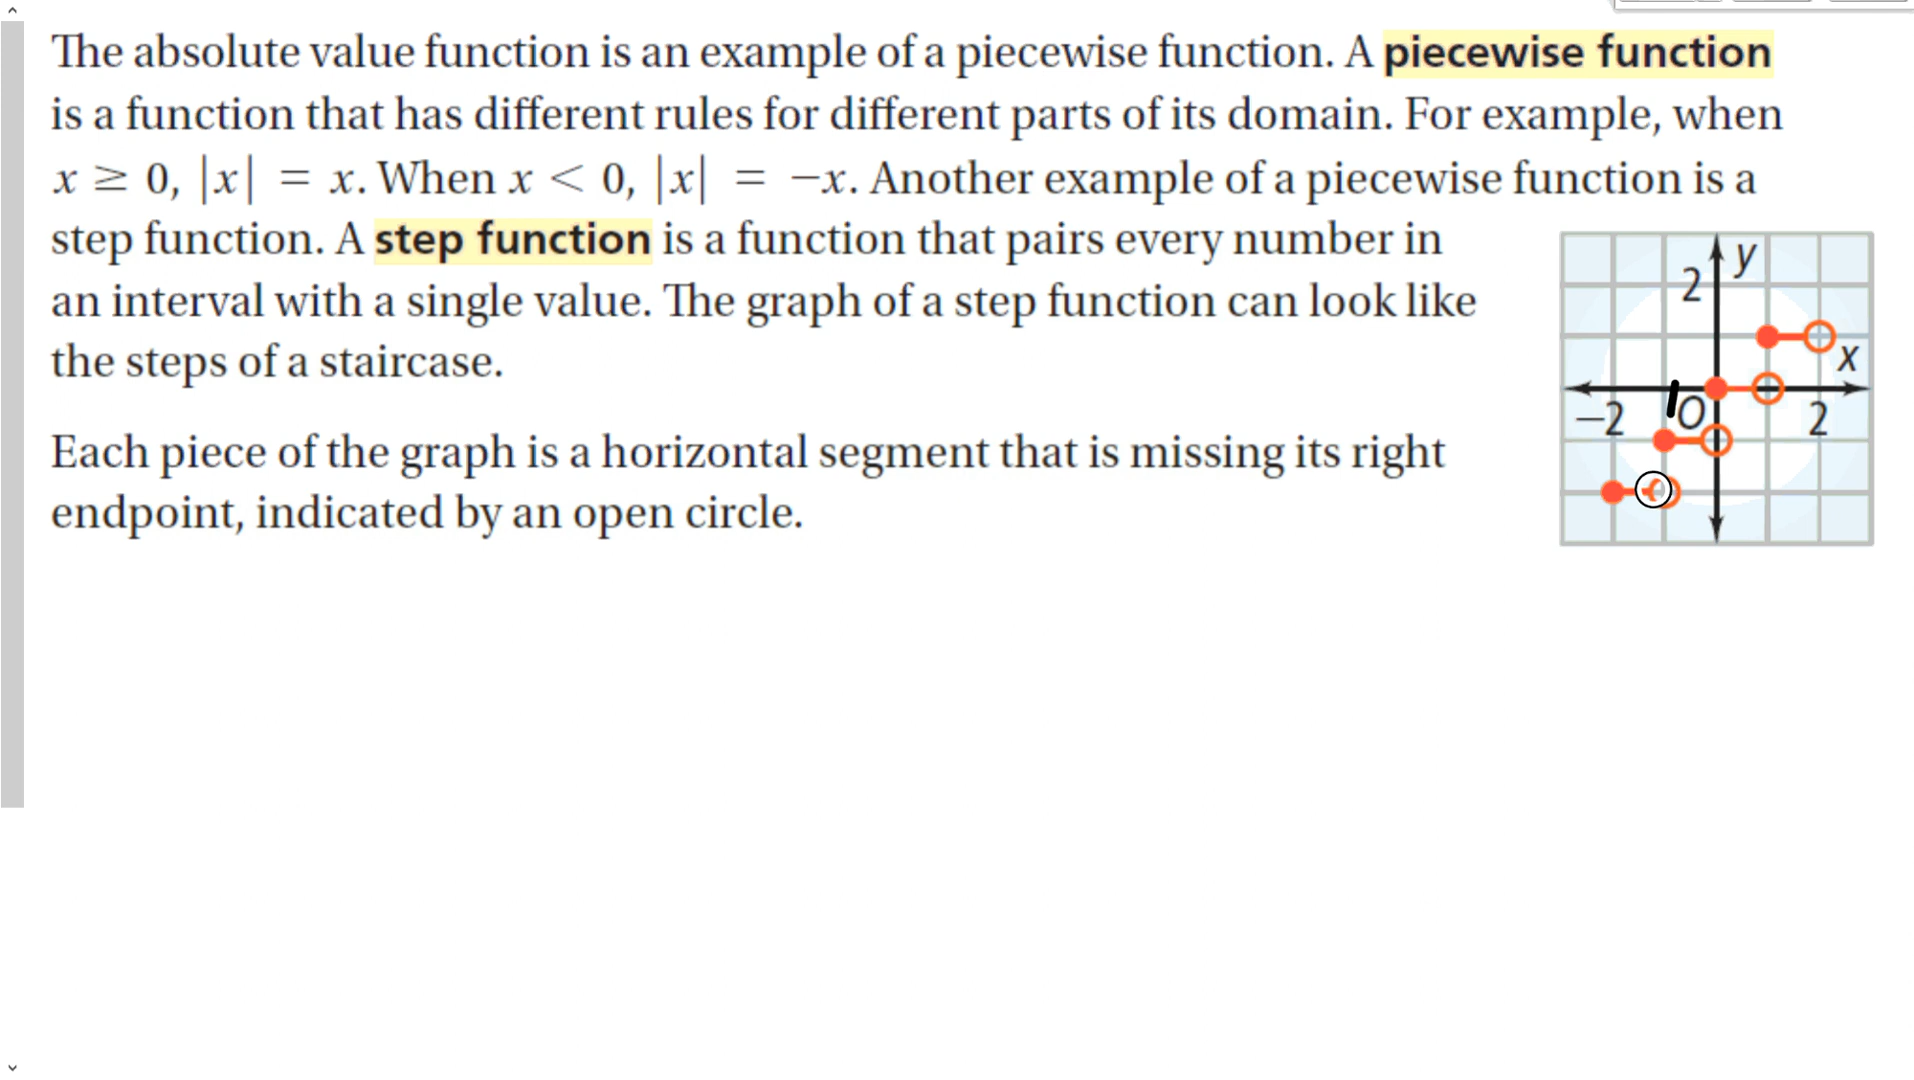 The absolute value function is an example of a piecewise function. A piecewise function
is a function that has different rules for different parts of its domain. For example, when
x ≥ 0, |x| = x. When x < 0, |x| = −x. Another example of a piecewise function is a
step function. A step function is a function that pairs every number in
an interval with a single value. The graph of a step function can look like
the steps of a staircase.
Each piece of the graph is a horizontal segment that is missing its right
endpoint, indicated by an open circle.
y
2
x
−2
O
2